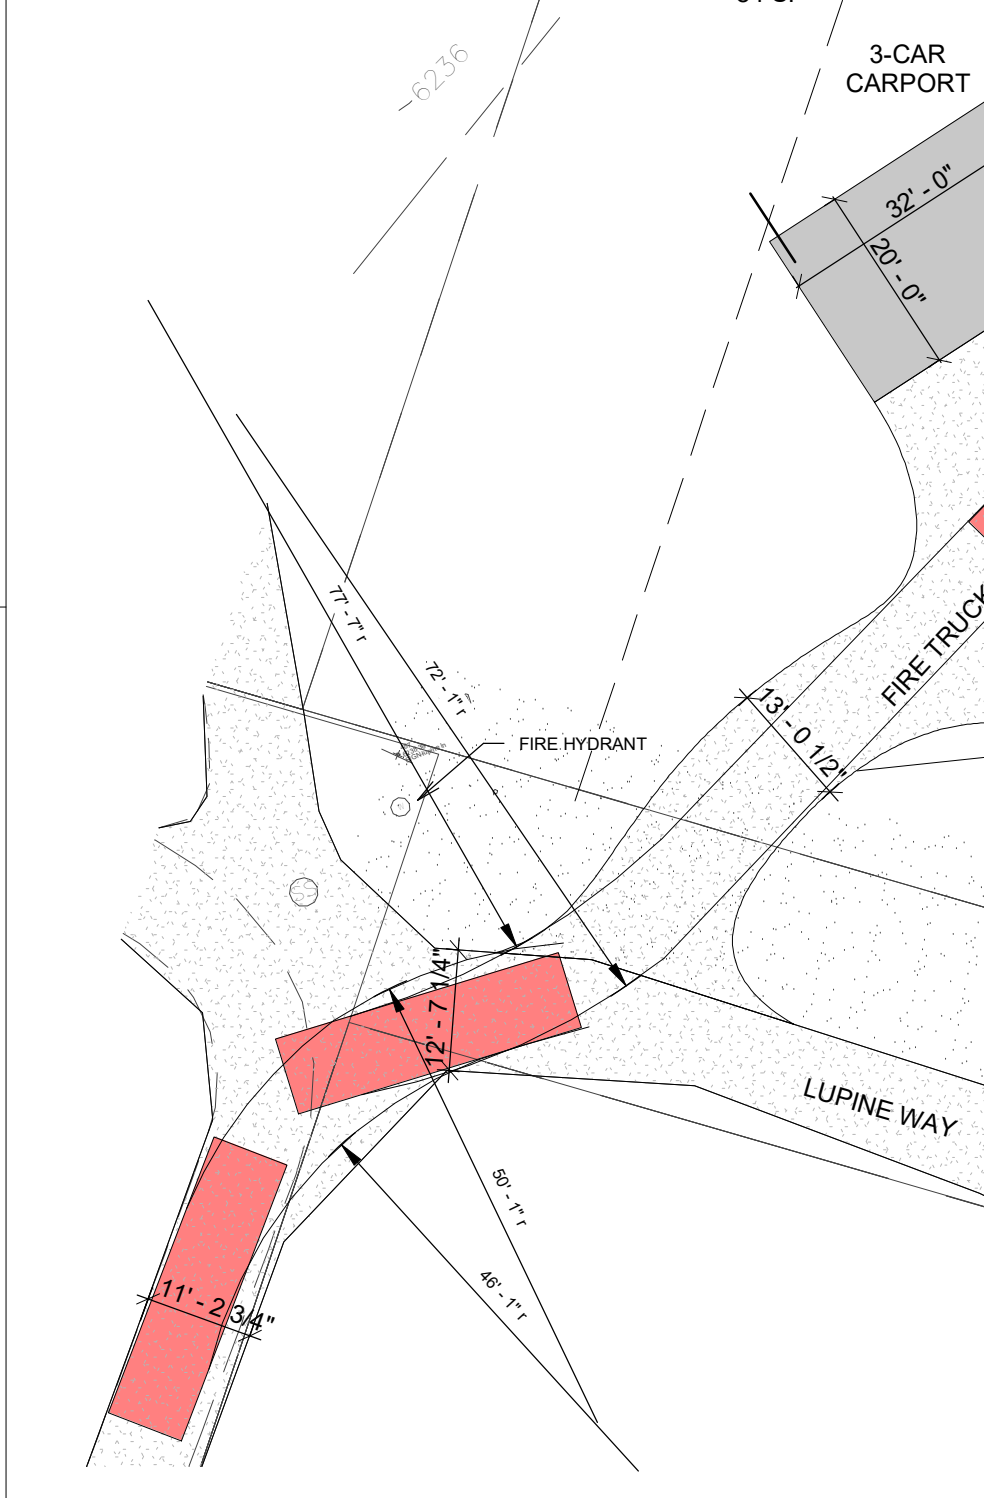 3-CAR
CARPORT
6236
32' - 0"
20' - 0"
77' - 7" r
72' - 1" r
FIRE HYDRANT
13' - 0 1/2"
FIRE TRUCK
12' - 7 1/4"
LUPINE WAY
50' - 1" r
46' - 1" r
11' - 2 3/4"